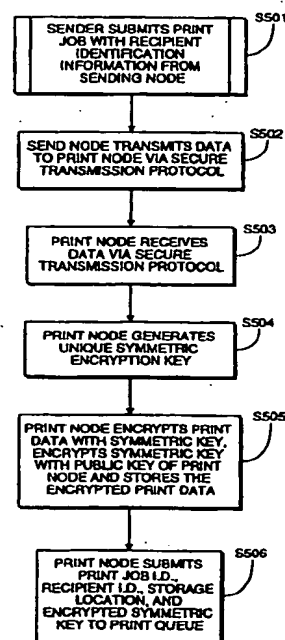 S501
SENDER SUBMITS PRINT
JOB WITH RECIPIENT
IDENTIFICATION
INFORMATION FROM
SENDING NODE
S502
SEND NODE TRANSMITS DATA
TO PRINT NODE VIA SECURE
TRANSMISSION PROTOCOL
S503
PRINT NODE RECEIVES
DATA VIA SECURE
TRANSMISSION PROTOCOL
S504
PRINT NODE GENERATES
UNIQUE SYMMETRIC
ENCRYPTION KEY
S505
PRINT NODE ENCRYPTS PRINT
DATA WITH SYMMETRIC KEY,
ENCRYPTS SYMMETRIC KEY
WITH PUBLIC KEY OF PRINT
NODE AND STORES THE
ENCRYPTED PRINT DATA
S506
PRINT NODE SUBMITS
PRINT JOB I.D.,
RECIPIENT I.D., STORAGE
LOCATION, AND
ENCRYPTED SYMMETRIC
KEY TO PRINT QUEUE